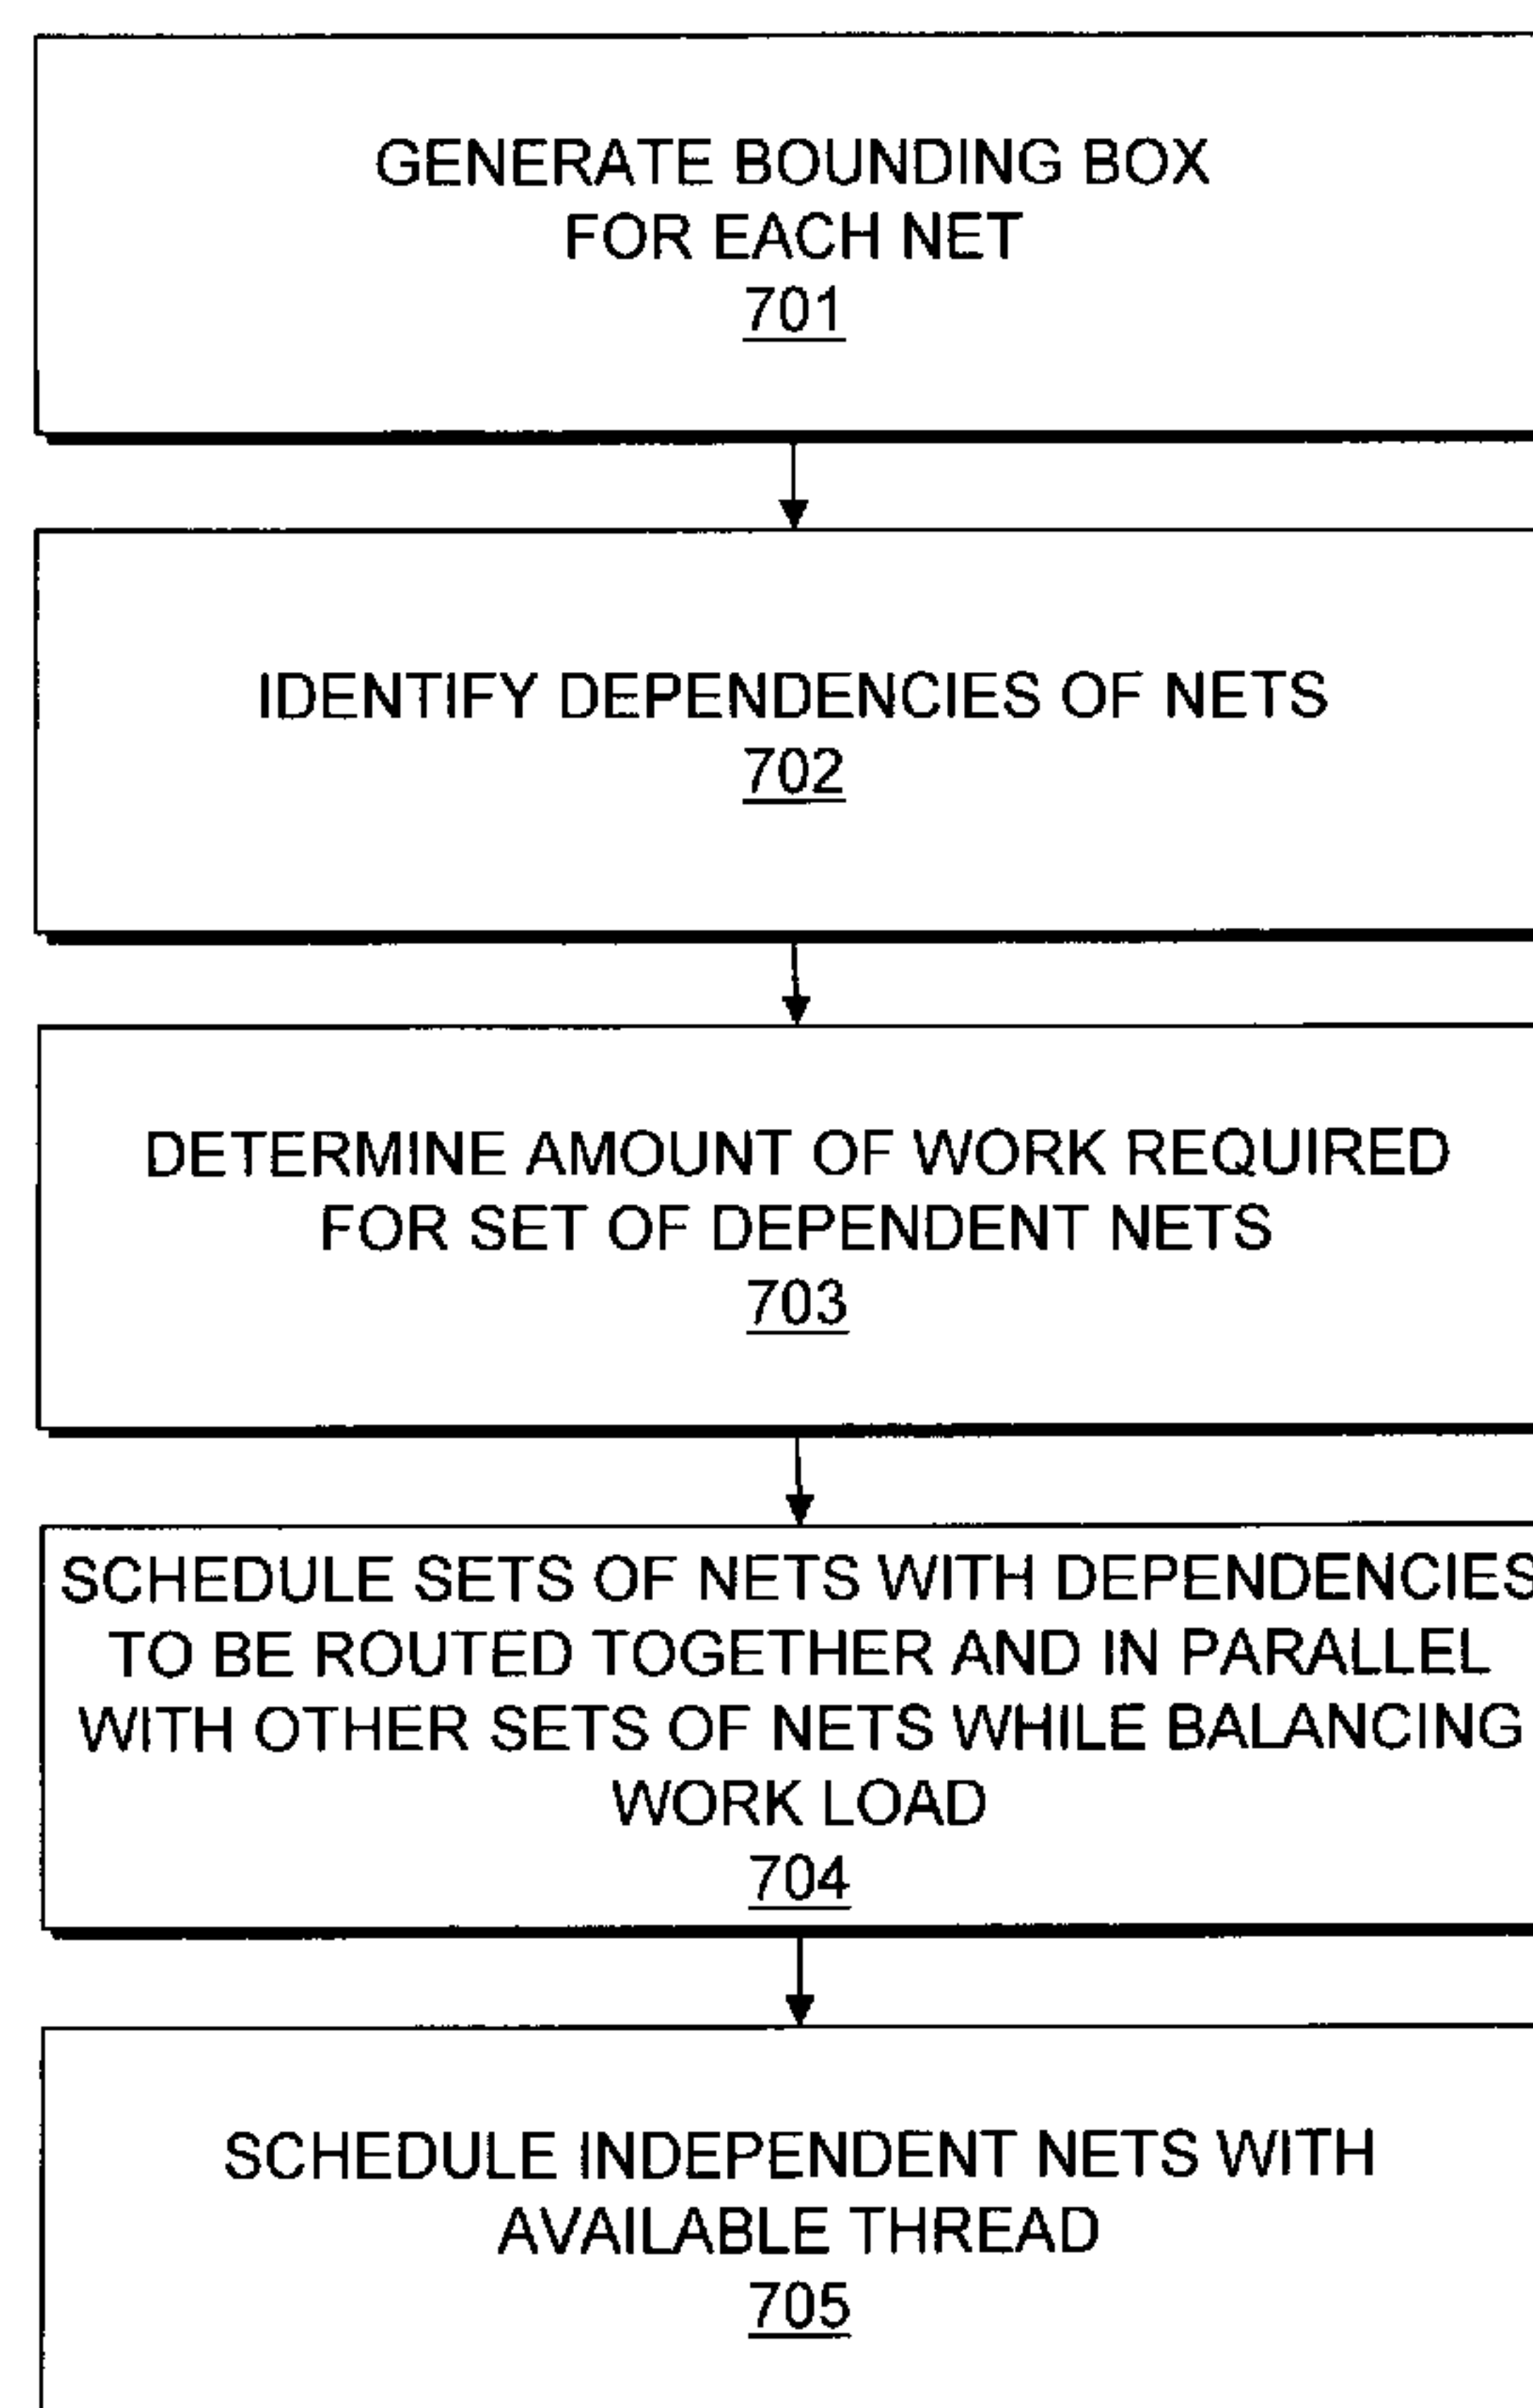 GENERATE BOUNDING BOX
FOR EACH NET
701
IDENTIFY DEPENDENCIES OF NETS
702
DETERMINE AMOUNT OF WORK REQUIRED
FOR SET OF DEPENDENT NETS
703
SCHEDULE SETS OF NETS WITH DEPENDENCIES
TO BE ROUTED TOGETHER AND IN PARALLEL
WITH OTHER SETS OF NETS WHILE BALANCING
WORK LOAD
704
SCHEDULE INDEPENDENT NETS WITH
AVAILABLE THREAD
705